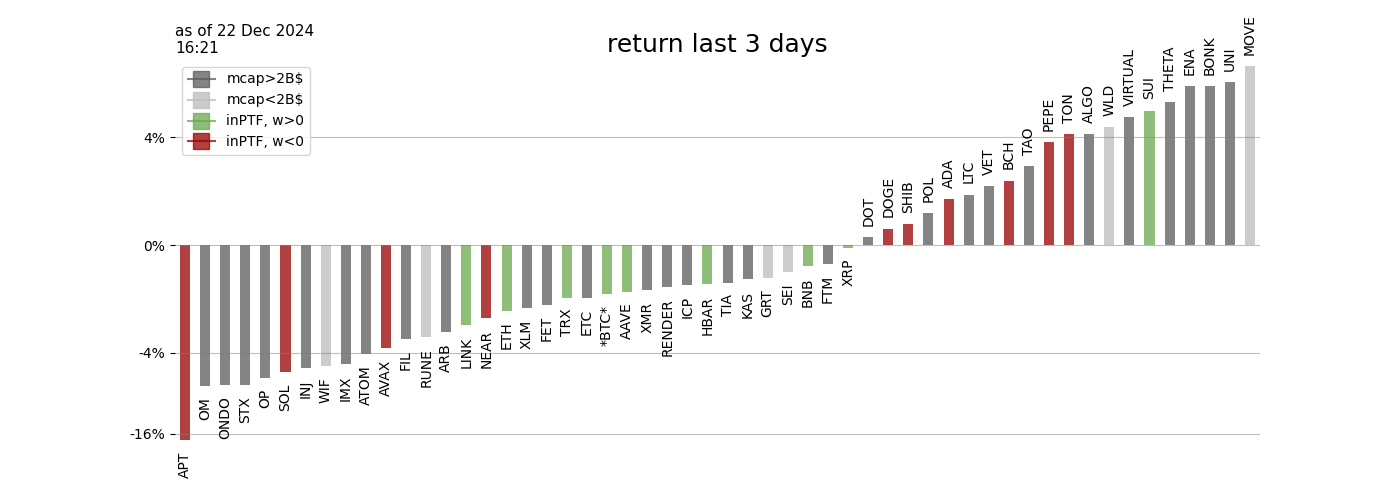 as of 22 Dec 2024
16:21
return last 3 days
mcap>2B$
mcap<2B$
inPTF, w>0
inPTF, w<0
4%
0%
-4%
-16%
APT
OM
ONDO
STX
OP
SOL
INJ
WIF
IMX
ATOM
AVAX
FIL
RUNE
ARB
LINK
NEAR
ETH
XLM
FET
TRX
ETC
*BTC*
AAVE
XMR
RENDER
ICP
HBAR
TIA
KAS
GRT
SEI
BNB
FTM
XRP
DOT
DOGE
SHIB
POL
ADA
LTC
VET
BCH
TAO
PEPE
TON
ALGO
WLD
VIRTUAL
SUI
THETA
ENA
BONK
UNI
MOVE